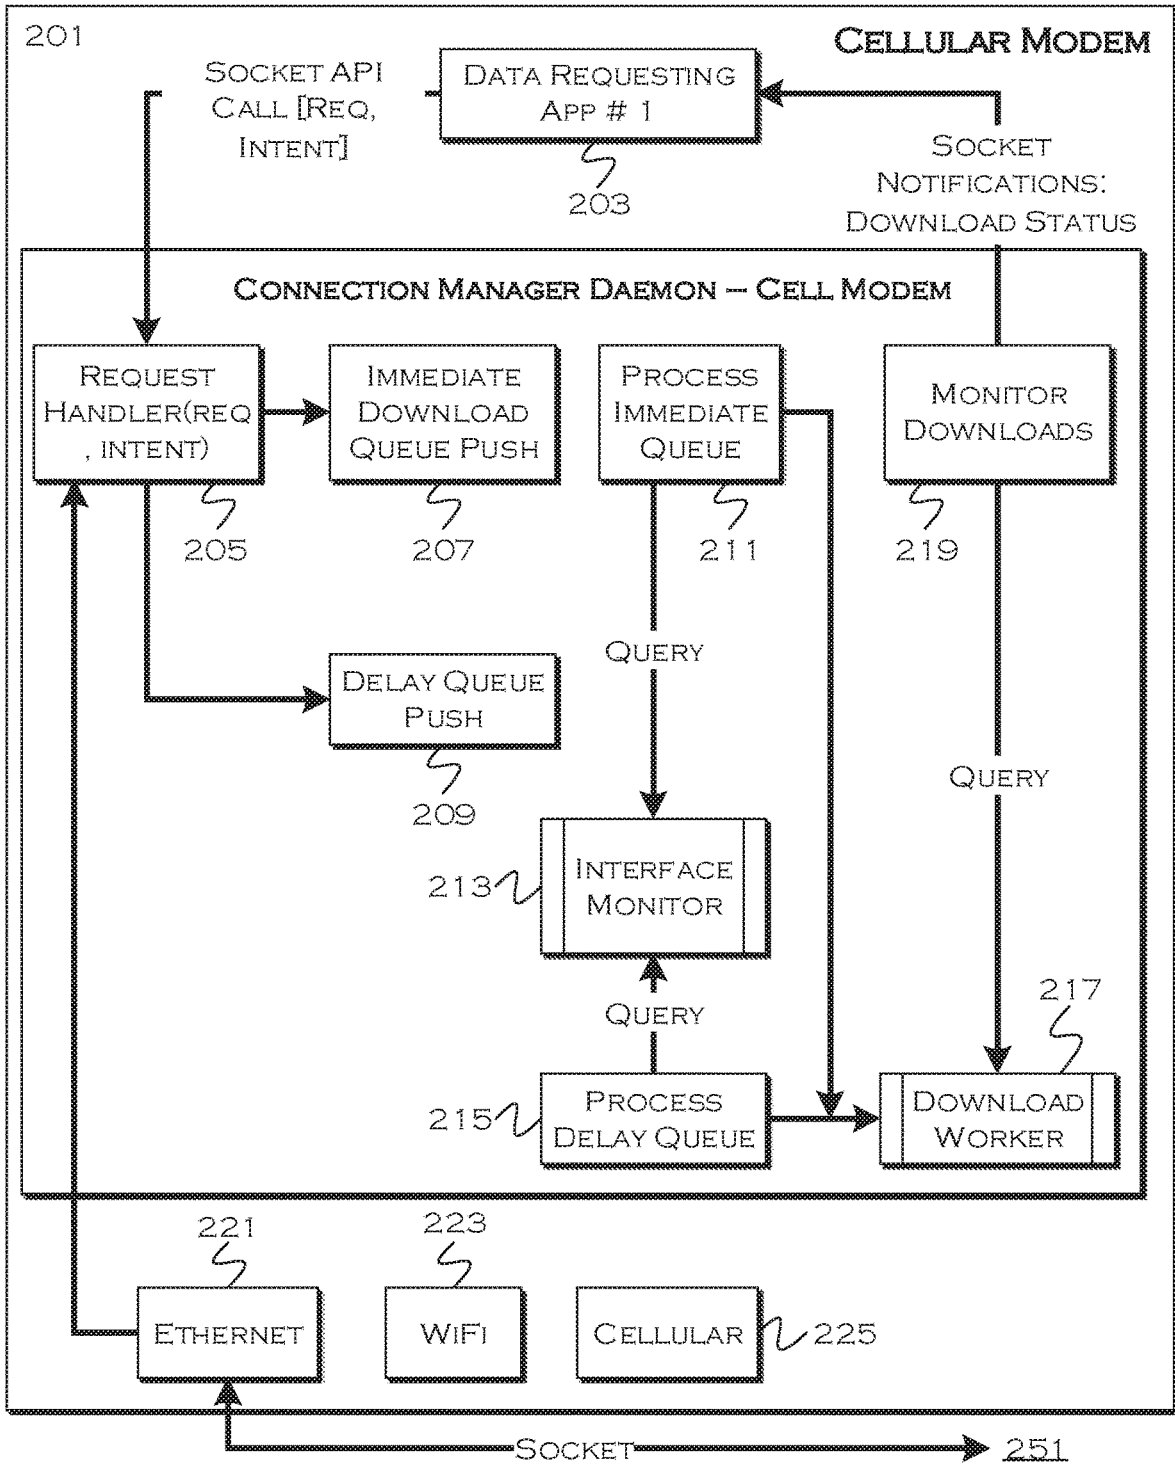 201
CELLULAR MODEM
SOCKET API
CALL [REQ,
INTENT]
DATA REQUESTING
APP # 1
203
SOCKET
NOTIFICATIONS:
DOWNLOAD STATUS
CONNECTION MANAGER DAEMON – CELL MODEM
REQUEST
HANDLER(REQ
, INTENT)
205
IMMEDIATE
DOWNLOAD
QUEUE PUSH
207
PROCESS
IMMEDIATE
QUEUE
211
MONITOR
DOWNLOADS
219
QUERY
DELAY QUEUE
PUSH
209
QUERY
213
INTERFACE
MONITOR
QUERY
217
215
PROCESS
DELAY QUEUE
DOWNLOAD
WORKER
221
223
ETHERNET
WIFI
CELLULAR
225
SOCKET
251